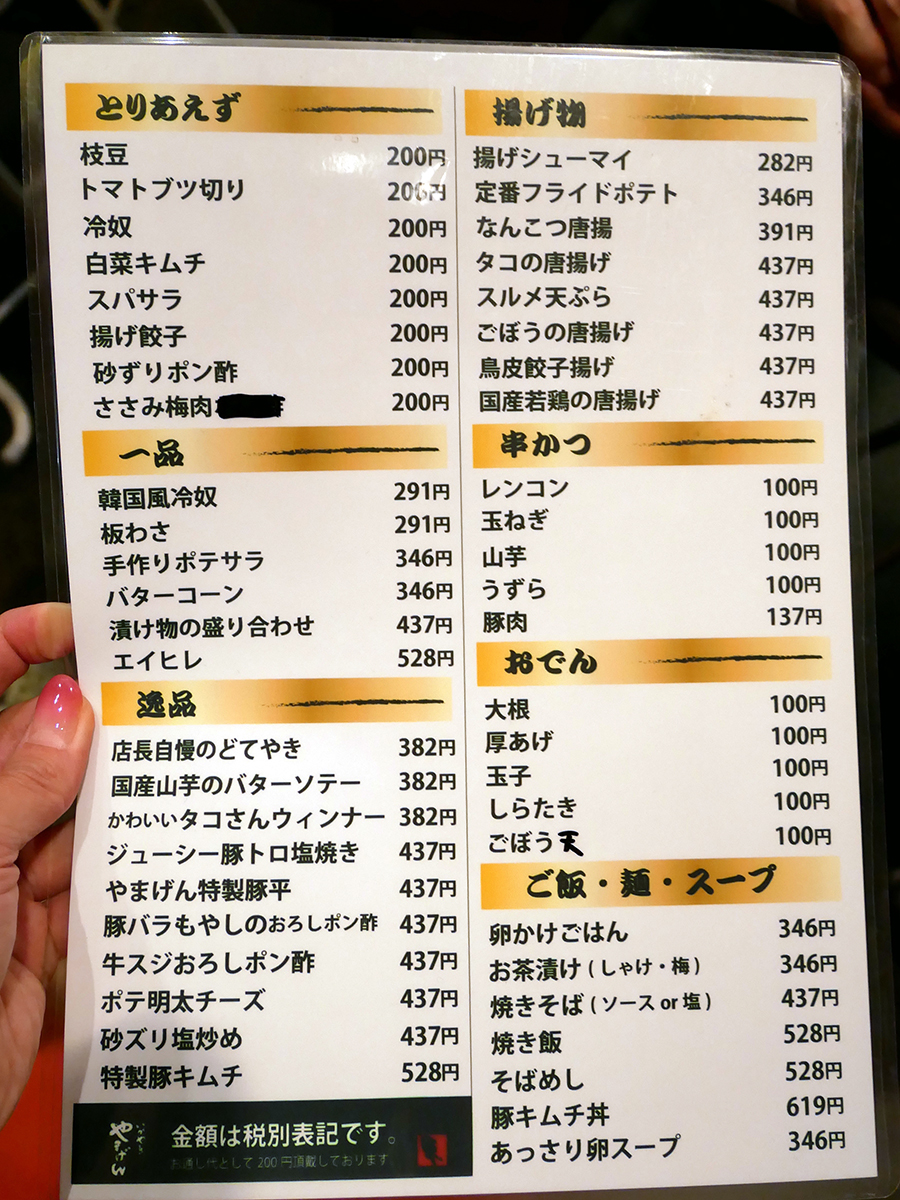 とりあえず
枝豆 200円
トマトブツ切り 200円
冷奴 200円
白菜キムチ 200円
スパサラ 200円
揚げ餃子 200円
砂ずりポン酢 200円
ささみ梅肉 200円
一品
韓国風冷奴 291円
板わさ 291円
手作りポテサラ 346円
バターコーン 346円
漬け物の盛り合わせ 437円
エイヒレ 528円
逸品
店長自慢のどてやき 382円
国産山芋のバターソテー 382円
かわいいタコさんウィンナー 382円
ジューシー豚トロ塩焼き 437円
やまげん特製豚平 437円
豚バラもやしのおろしポン酢 437円
牛スジおろしポン酢 437円
ポテ明太チーズ 437円
砂ズリ塩炒め 437円
特製豚キムチ 528円
やまげん
金額は税別表記です。
お通し代として200円頂戴しております
揚げ物
揚げシューマイ 282円
定番フライドポテト 346円
なんこつ唐揚 391円
タコの唐揚げ 437円
スルメ天ぷら 437円
ごぼうの唐揚げ 437円
鳥皮餃子揚げ 437円
国産若鶏の唐揚げ 437円
串かつ
レンコン 100円
玉ねぎ 100円
山芋 100円
うずら 100円
豚肉 137円
おでん
大根 100円
厚あげ 100円
玉子 100円
しらたき 100円
ごぼう天 100円
ご飯・麺・スープ
卵かけごはん 346円
お茶漬け(しゃけ・梅) 346円
焼きそば(ソース or 塩) 437円
焼き飯 528円
そばめし 528円
豚キムチ丼 619円
あっさり卵スープ 346円